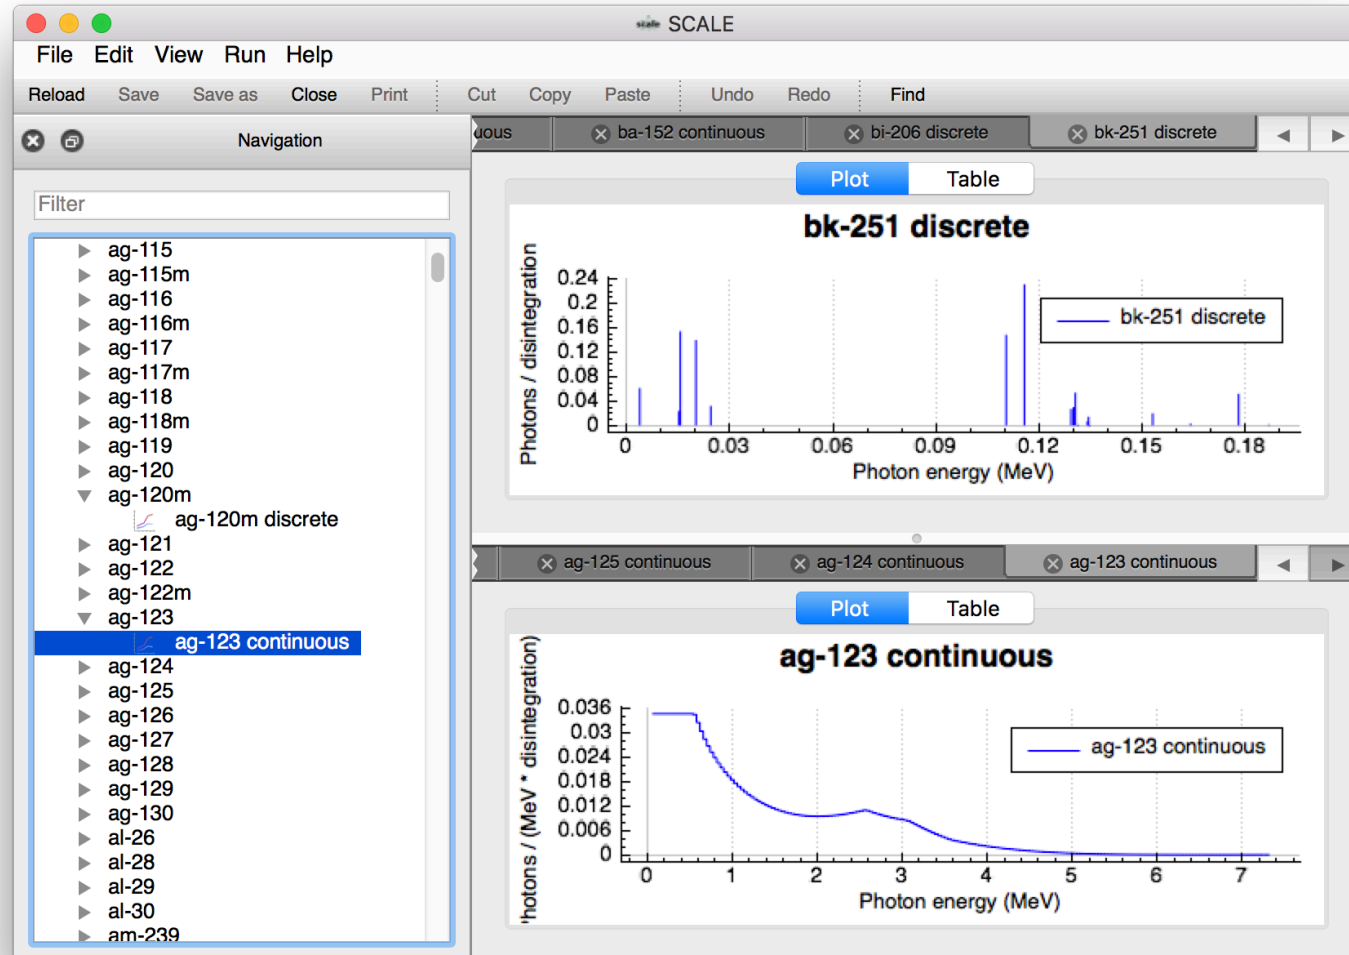 scale SCALE
File Edit View Run Help
Reload Save Save as Close Print Cut Copy Paste Undo Redo Find
Navigation
Filter
ag-115
ag-115m
ag-116
ag-116m
ag-117
ag-117m
ag-118
ag-118m
ag-119
ag-120
ag-120m
ag-120m discrete
ag-121
ag-122
ag-122m
ag-123
ag-123 continuous
ag-124
ag-125
ag-126
ag-127
ag-128
ag-129
ag-130
al-26
al-28
al-29
al-30
am-239
uous ba-152 continuous bi-206 discrete bk-251 discrete
Plot Table
bk-251 discrete
Photons / disintegration
0.24
0.2
0.16
0.12
0.08
0.04
0
bk-251 discrete
0 0.03 0.06 0.09 0.12 0.15 0.18
Photon energy (MeV)
ag-125 continuous ag-124 continuous ag-123 continuous
Plot Table
ag-123 continuous
hotons / (MeV * disintegration)
0.036
0.03
0.024
0.018
0.012
0.006
0
ag-123 continuous
0 1 2 3 4 5 6 7
Photon energy (MeV)